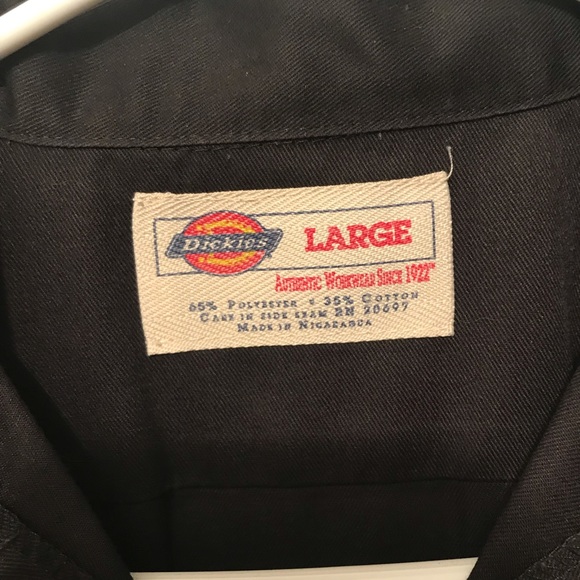 Dickies
LARGE
Authentic Workwear Since 1922"
65% Polyester • 35% Cotton
Care in side seam RN 20697
Made in Nicaragua